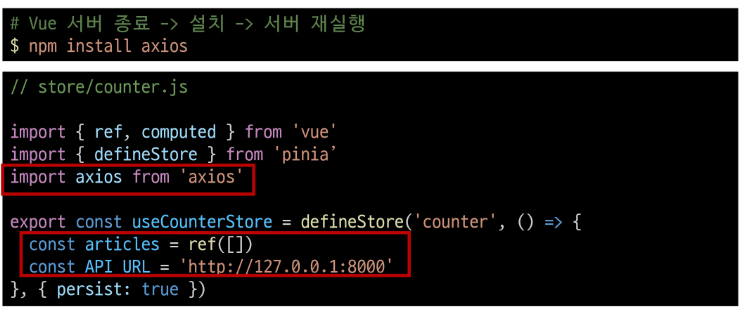 # Vue 서버 종료 -> 설치 -> 서버 재실행
$ npm install axios
// store/counter.js
import { ref, computed } from 'vue'
import { defineStore } from 'pinia’
import axios from 'axios'
export const useCounterStore = defineStore('counter', () => {
const articles = ref([])
const API_URL = 'http://127.0.0.1:8000'
}, { persist: true })